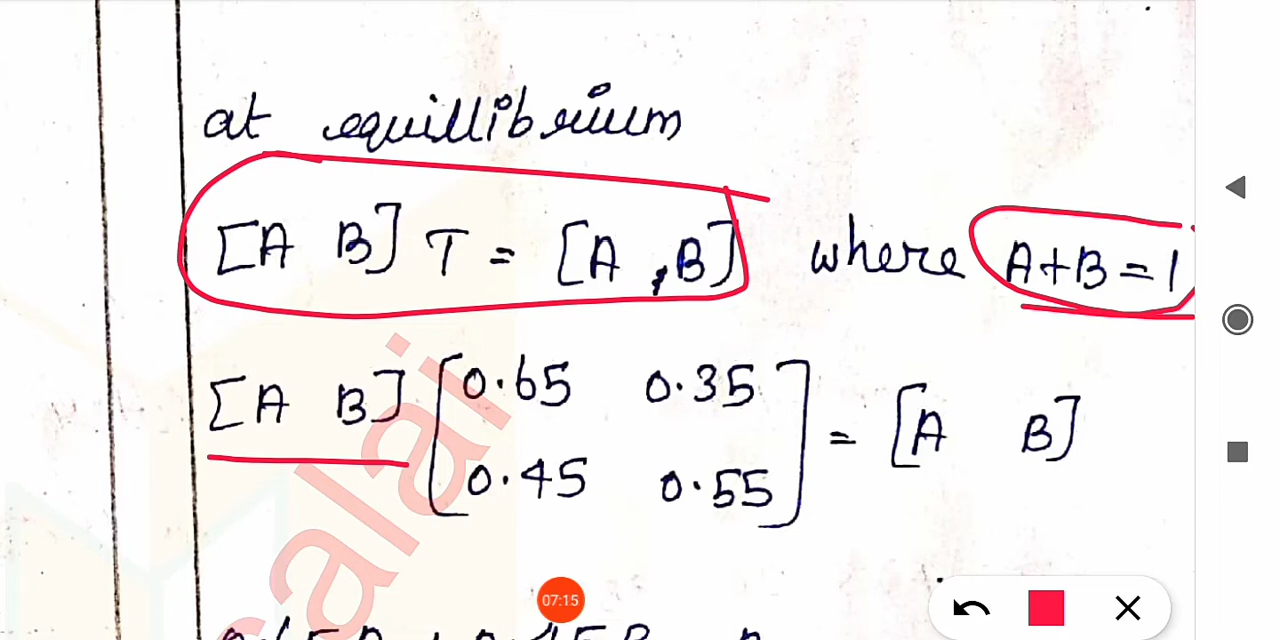 at equillibrium
[A B] T = [A , B] where A+B = 1
[A B] [0.65 0.35 = [A B]
0.45 0.55]
07:15